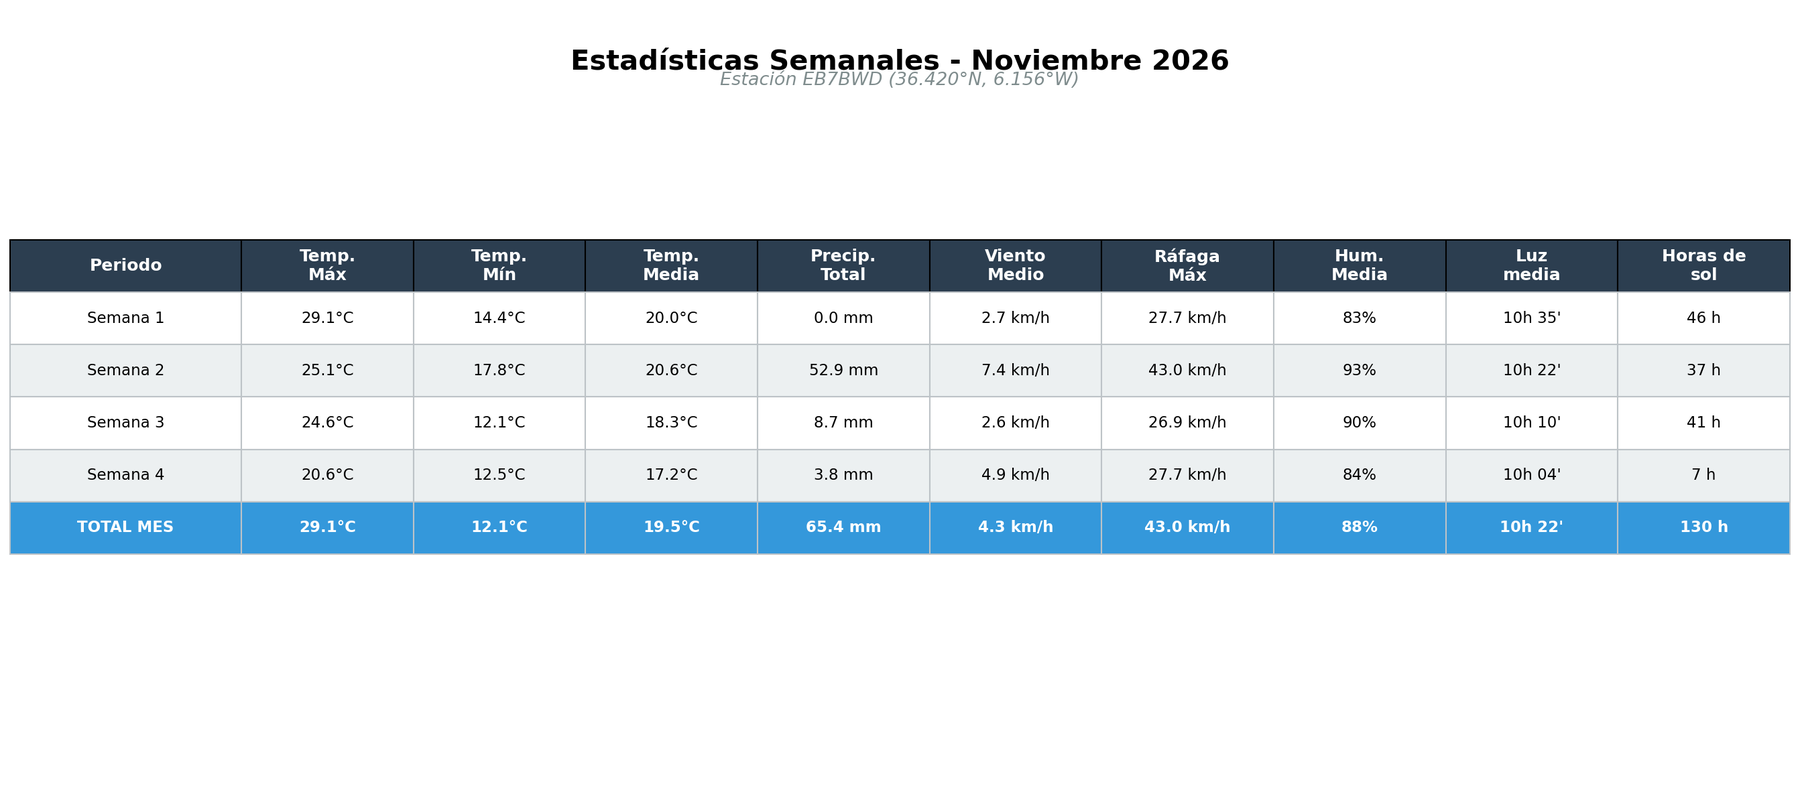 Estadísticas Semanales - Noviembre 2026
Estación EB7BWD (36.420°N, 6.156°W)
Periodo Temp. Máx Temp. Mín Temp. Media Precip. Total Viento Medio Ráfaga Máx Hum. Media Luz media Horas de sol
Semana 1 29.1°C 14.4°C 20.0°C 0.0 mm 2.7 km/h 27.7 km/h 83% 10h 35' 46 h
Semana 2 25.1°C 17.8°C 20.6°C 52.9 mm 7.4 km/h 43.0 km/h 93% 10h 22' 37 h
Semana 3 24.6°C 12.1°C 18.3°C 8.7 mm 2.6 km/h 26.9 km/h 90% 10h 10' 41 h
Semana 4 20.6°C 12.5°C 17.2°C 3.8 mm 4.9 km/h 27.7 km/h 84% 10h 04' 7 h
TOTAL MES 29.1°C 12.1°C 19.5°C 65.4 mm 4.3 km/h 43.0 km/h 88% 10h 22' 130 h